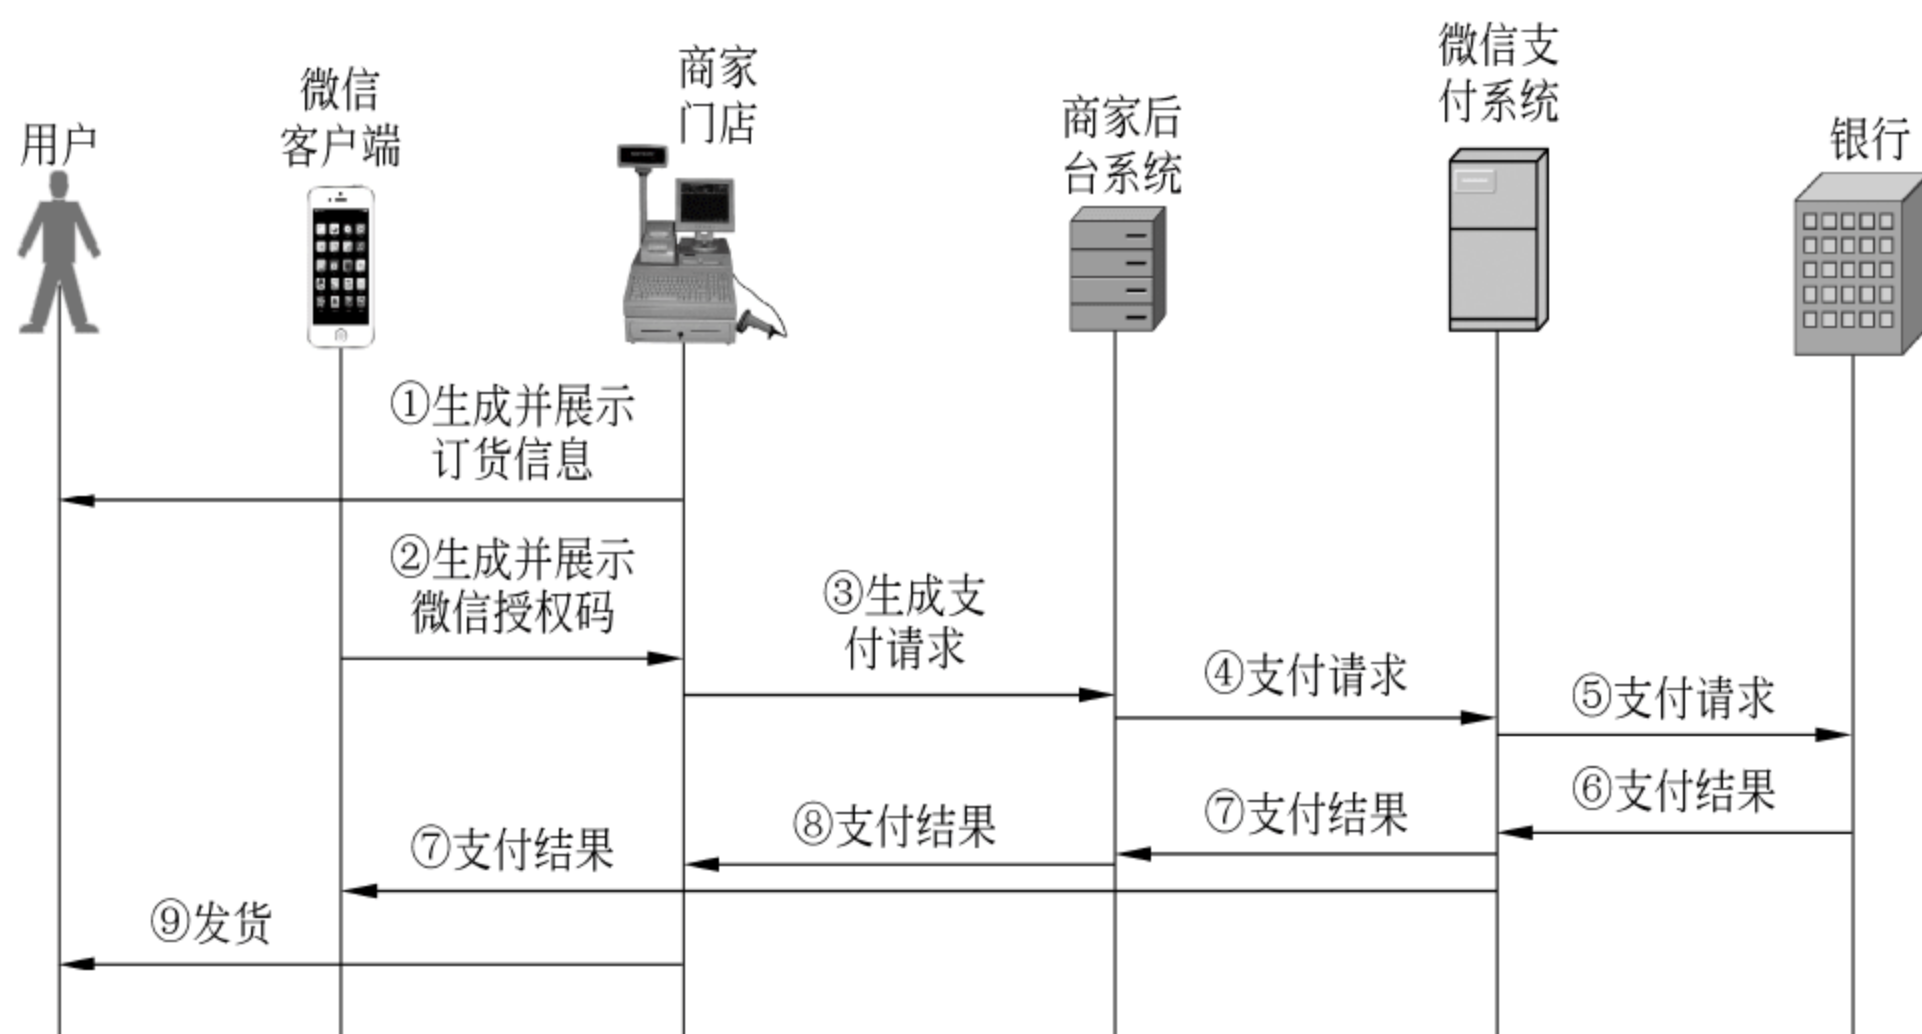 用户
微信
客户端
商家
门店
商家后
台系统
微信支
付系统
银行
①生成并展示
订货信息
②生成并展示
微信授权码
③生成支
付请求
④支付请求
⑤支付请求
⑥支付结果
⑦支付结果
⑧支付结果
⑦支付结果
⑨发货